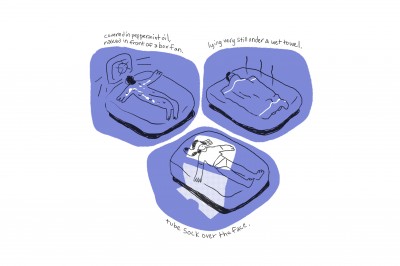 covered in peppermint oil,
naked in front of a box fan.
lying very still under a wet towel.
tube sock over the face.